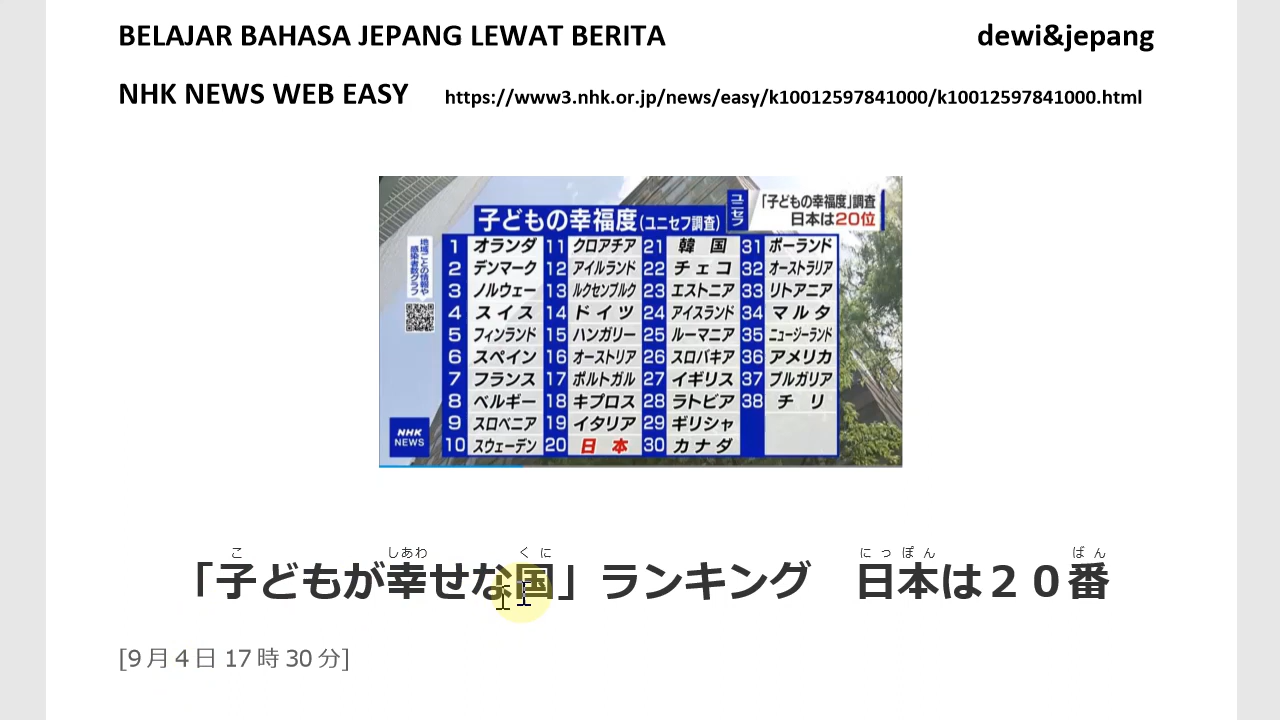 BELAJAR BAHASA JEPANG LEWAT BERITA
dewi&jepang
NHK NEWS WEB EASY
https://www3.nhk.or.jp/news/easy/k10012597841000/k10012597841000.html
ユニセフ
「子どもの幸福度」調査
日本は20位
子どもの幸福度(ユニセフ調査)
地域ごとの情報や
感染者数グラフ
1 オランダ 11 クロアチア 21 韓国 31 ポーランド
2 デンマーク 12 アイルランド 22 チェコ 32 オーストラリア
3 ノルウェー 13 ルクセンブルク 23 エストニア 33 リトアニア
4 スイス 14 ドイツ 24 アイスランド 34 マルタ
5 フィンランド 15 ハンガリー 25 ルーマニア 35 ニュージーランド
6 スペイン 16 オーストリア 26 スロバキア 36 アメリカ
7 フランス 17 ポルトガル 27 イギリス 37 ブルガリア
8 ベルギー 18 キプロス 28 ラトビア 38 チリ
9 スロベニア 19 イタリア 29 ギリシャ
10 スウェーデン 20 日本 30 カナダ
NHK
NEWS
こ しあわ くに にっぽん ばん
「子どもが幸せな国」ランキング 日本は２０番
[9月4日 17時30分]